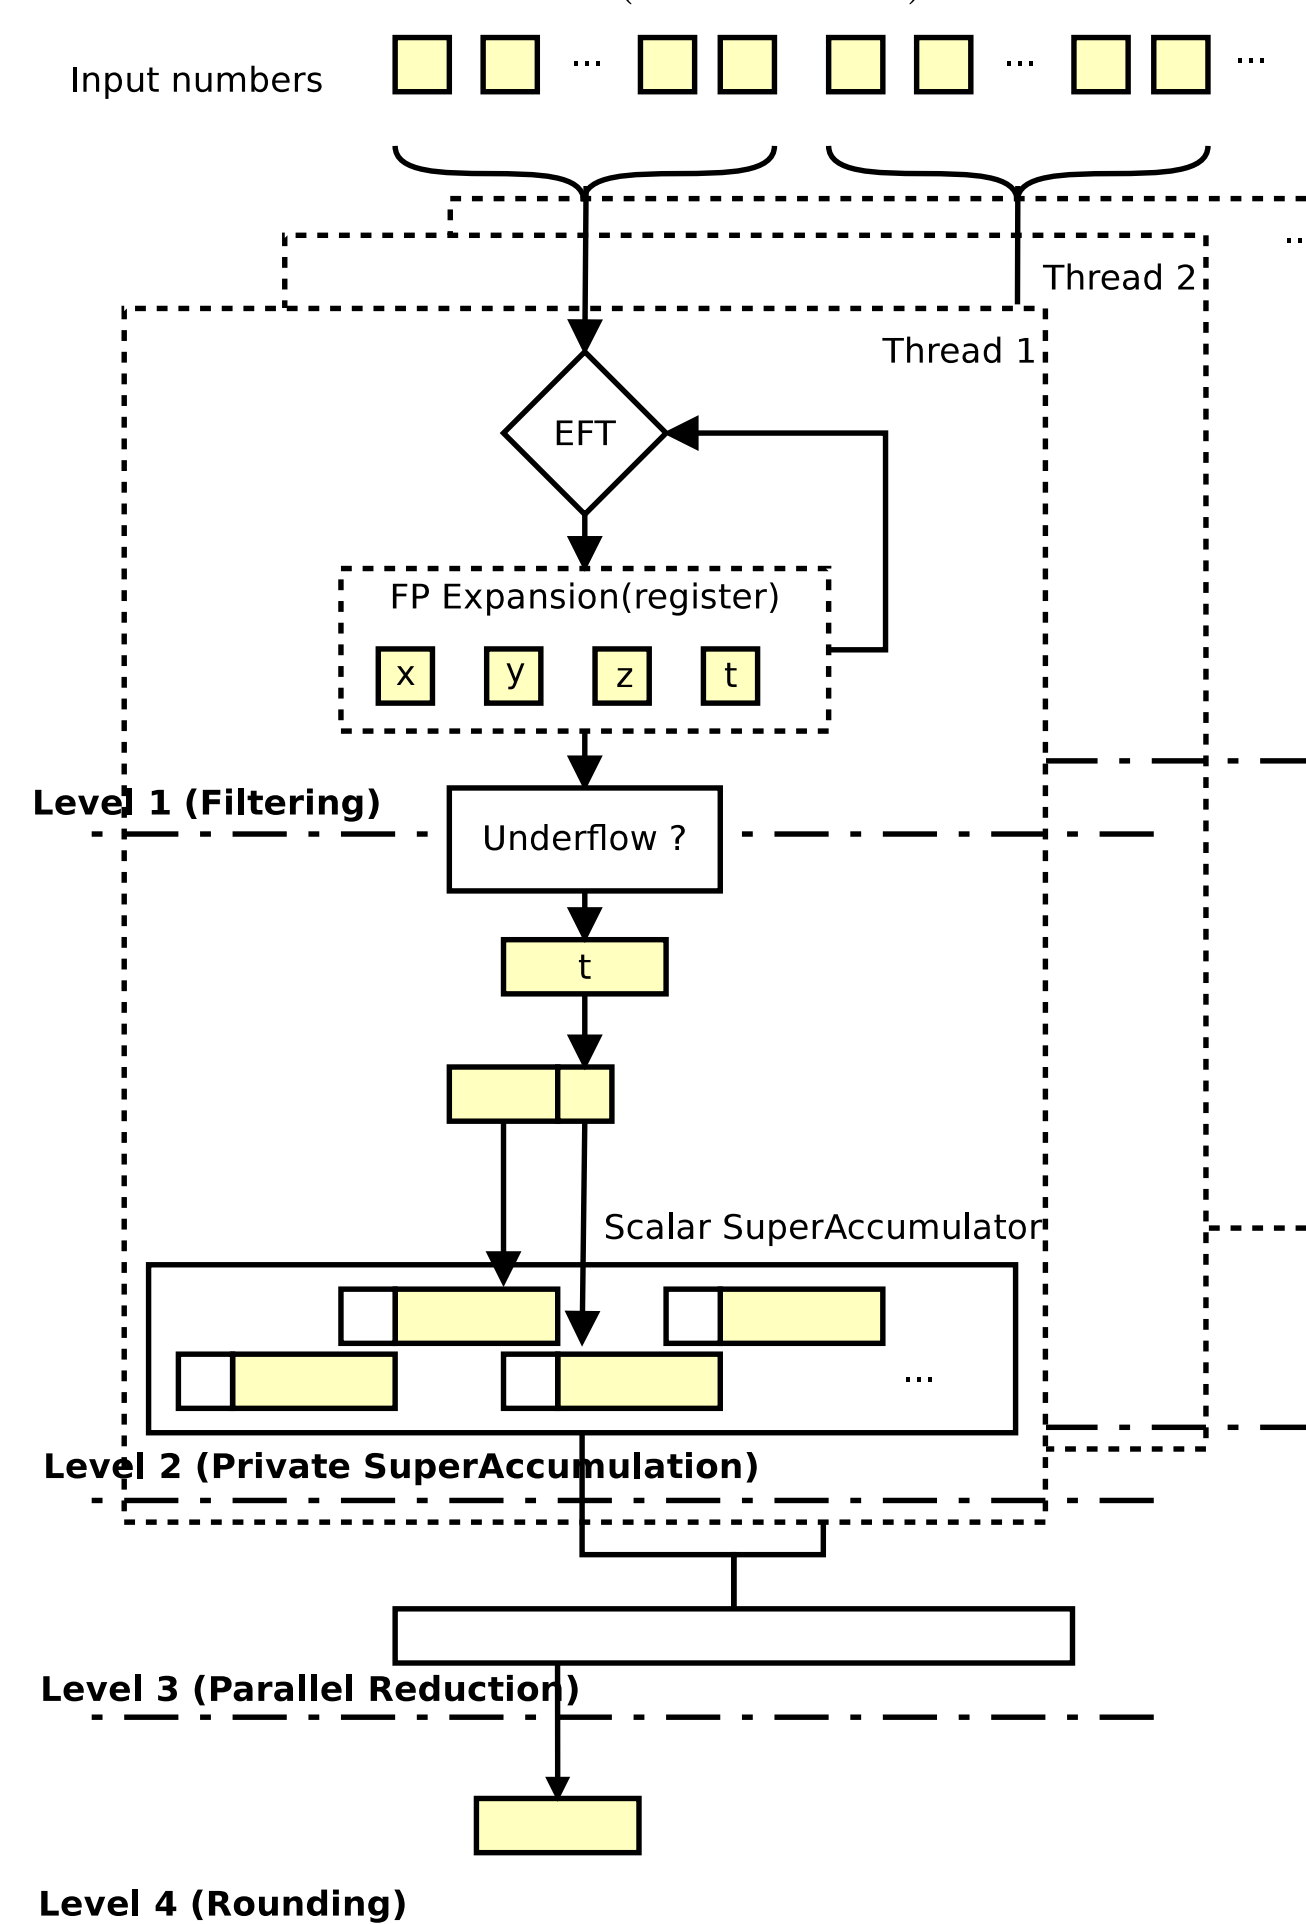 Input numbers ... ... ...
...
Thread 2
Thread 1
EFT
FP Expansion(register)
x y z t
Level 1 (Filtering)
Underflow ?
t
Scalar SuperAccumulator
...
Level 2 (Private SuperAccumulation)
Level 3 (Parallel Reduction)
Level 4 (Rounding)